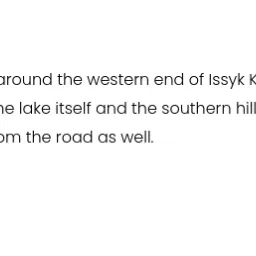 around the western end of Issyk K
he lake itself and the southern hill
om the road as well.